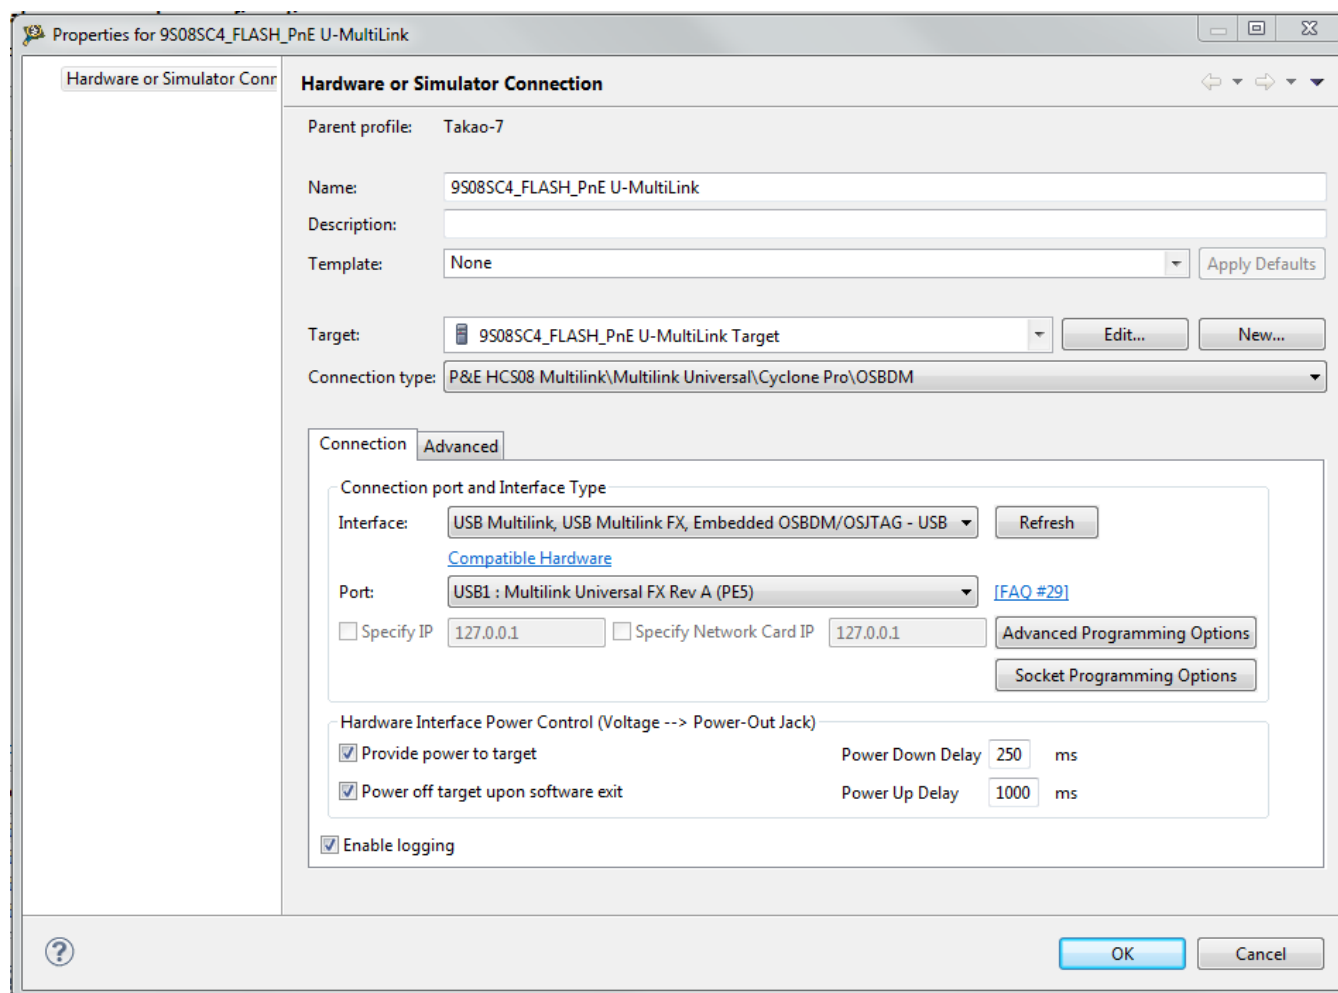 Properties for 9S08SC4_FLASH_PnE U-MultiLink
Hardware or Simulator Conn
Hardware or Simulator Connection
Parent profile: Takao-7
Name: 9S08SC4_FLASH_PnE U-MultiLink
Description:
Template: None Apply Defaults
Target: 9S08SC4_FLASH_PnE U-MultiLink Target Edit... New...
Connection type: P&E HCS08 Multilink\Multilink Universal\Cyclone Pro\OSBDM
Connection Advanced
Connection port and Interface Type
Interface: USB Multilink, USB Multilink FX, Embedded OSBDM/OSJTAG - USB Refresh
Compatible Hardware
Port: USB1 : Multilink Universal FX Rev A (PE5) [FAQ #29]
Specify IP 127.0.0.1 Specify Network Card IP 127.0.0.1 Advanced Programming Options
Socket Programming Options
Hardware Interface Power Control (Voltage --> Power-Out Jack)
Provide power to target Power Down Delay 250 ms
Power off target upon software exit Power Up Delay 1000 ms
Enable logging
? OK Cancel